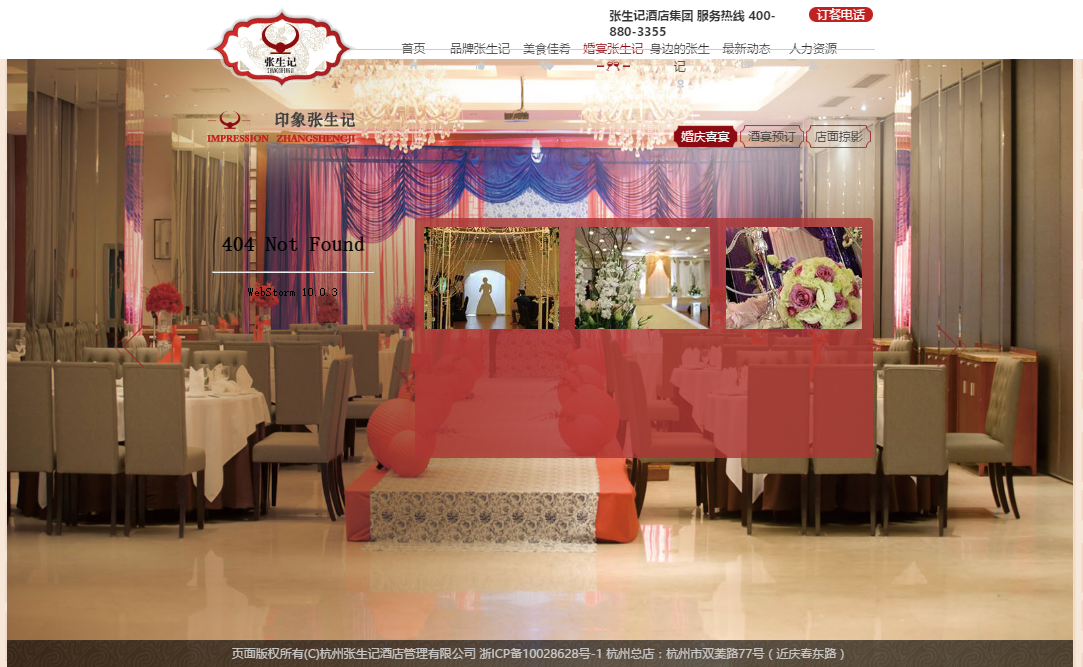 张生记酒店集团 服务热线 400-
880-3355
订餐电话
张生记
ZHANGSHENGJI
首页 品牌张生记 美食佳肴 婚宴张生记 身边的张生
记 最新动态 人力资源
印象张生记
IMPRESSION ZHANGSHENGJI
婚庆喜宴 酒宴预订 店面掠影
404 Not Found
WebStorm 10.0.3
页面版权所有(C)杭州张生记酒店管理有限公司 浙ICP备10028628号-1 杭州总店：杭州市双菱路77号（近庆春东路）